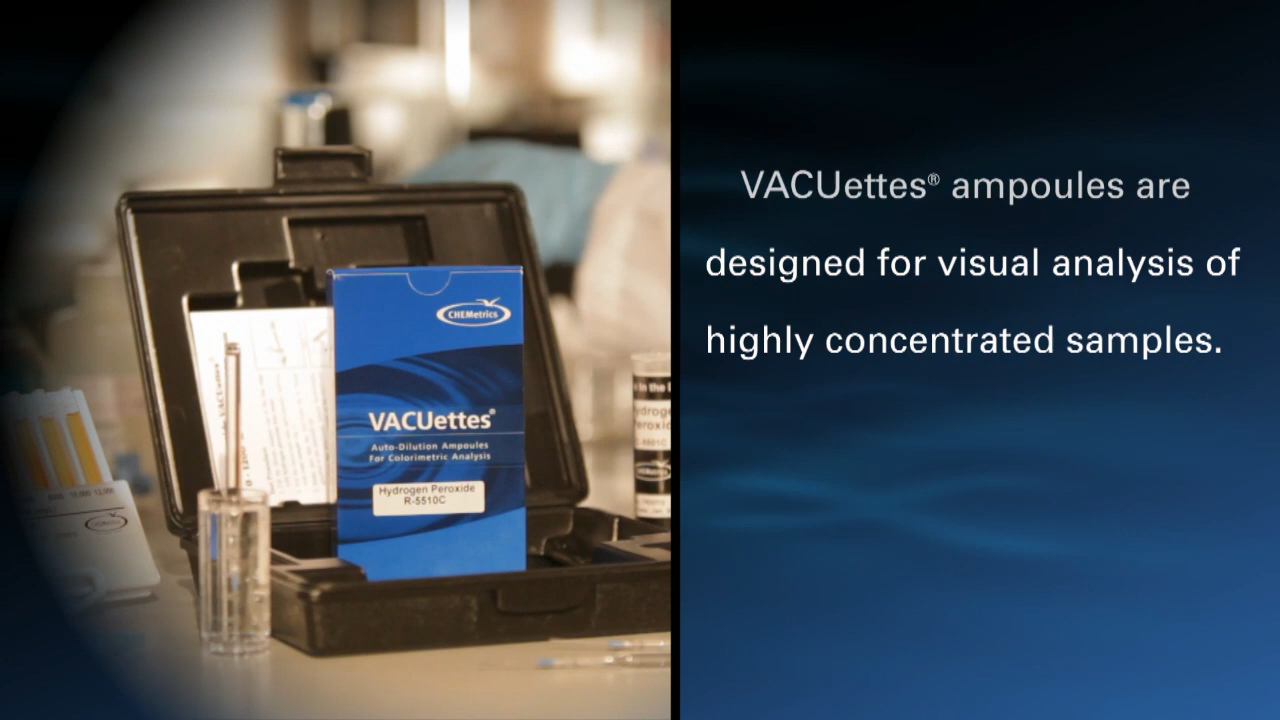 VACUettes® ampoules are
designed for visual analysis of
highly concentrated samples.
CHEMetrics
VACUettes®
Auto-Dilution Ampoules
For Colorimetric Analysis
Hydrogen Peroxide
R-5510C